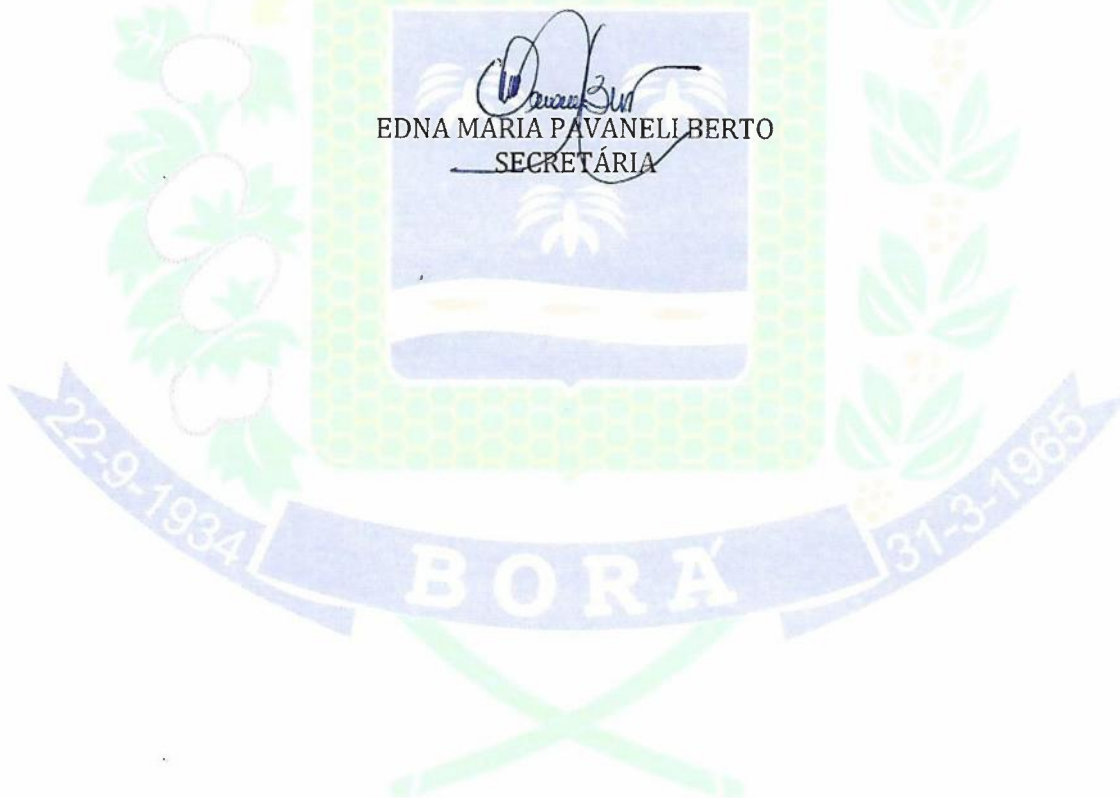 EDNA MARIA PAVANELI BERTO
SECRETÁRIA
22-9-1934
BORÁ
31-3-1965